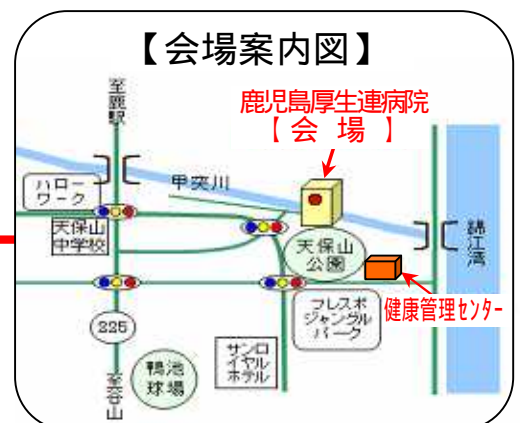 【会場案内図】
至鹿駅
鹿児島厚生連病院
【会 場】
ハロー
ワーク
甲突川
天保山
中学校
天保山
公園
錦江湾
健康管理センター
フレスポ
ジャングル
パーク
225
サンロ
イヤル
ホテル
鴨池
球場
至谷山